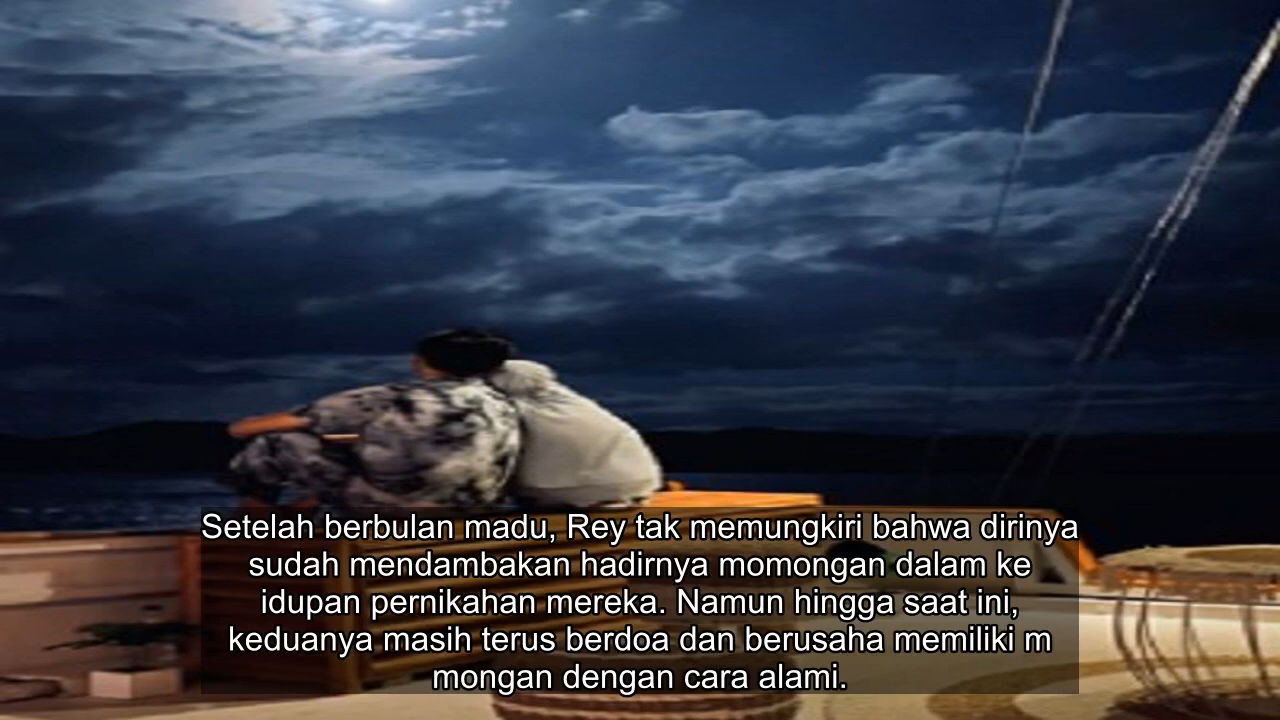 Setelah berbulan madu, Rey tak memungkiri bahwa dirinya
sudah mendambakan hadirnya momongan dalam ke
idupan pernikahan mereka. Namun hingga saat ini,
keduanya masih terus berdoa dan berusaha memiliki m
mongan dengan cara alami.